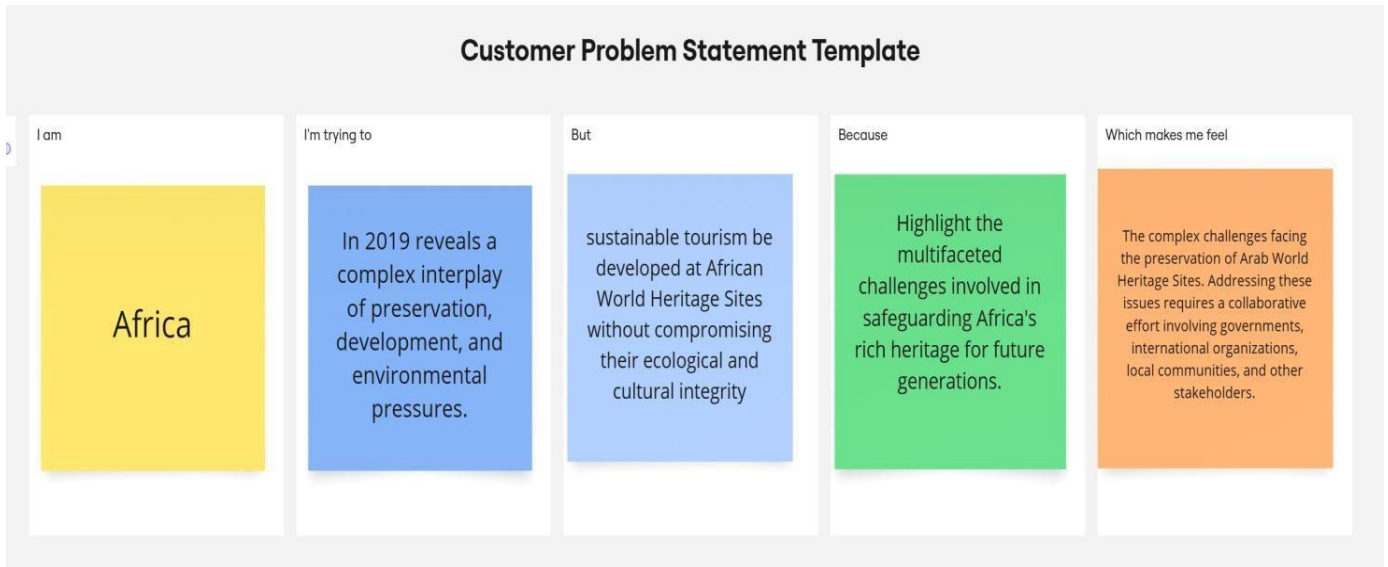 Customer Problem Statement Template
I am
Africa
I'm trying to
In 2019 reveals a
complex interplay
of preservation,
development, and
environmental
pressures.
But
sustainable tourism be
developed at African
World Heritage Sites
without compromising
their ecological and
cultural integrity
Because
Highlight the
multifaceted
challenges involved in
safeguarding Africa's
rich heritage for future
generations.
Which makes me feel
The complex challenges facing
the preservation of Arab World
Heritage Sites. Addressing these
issues requires a collaborative
effort involving governments,
international organizations,
local communities, and other
stakeholders.